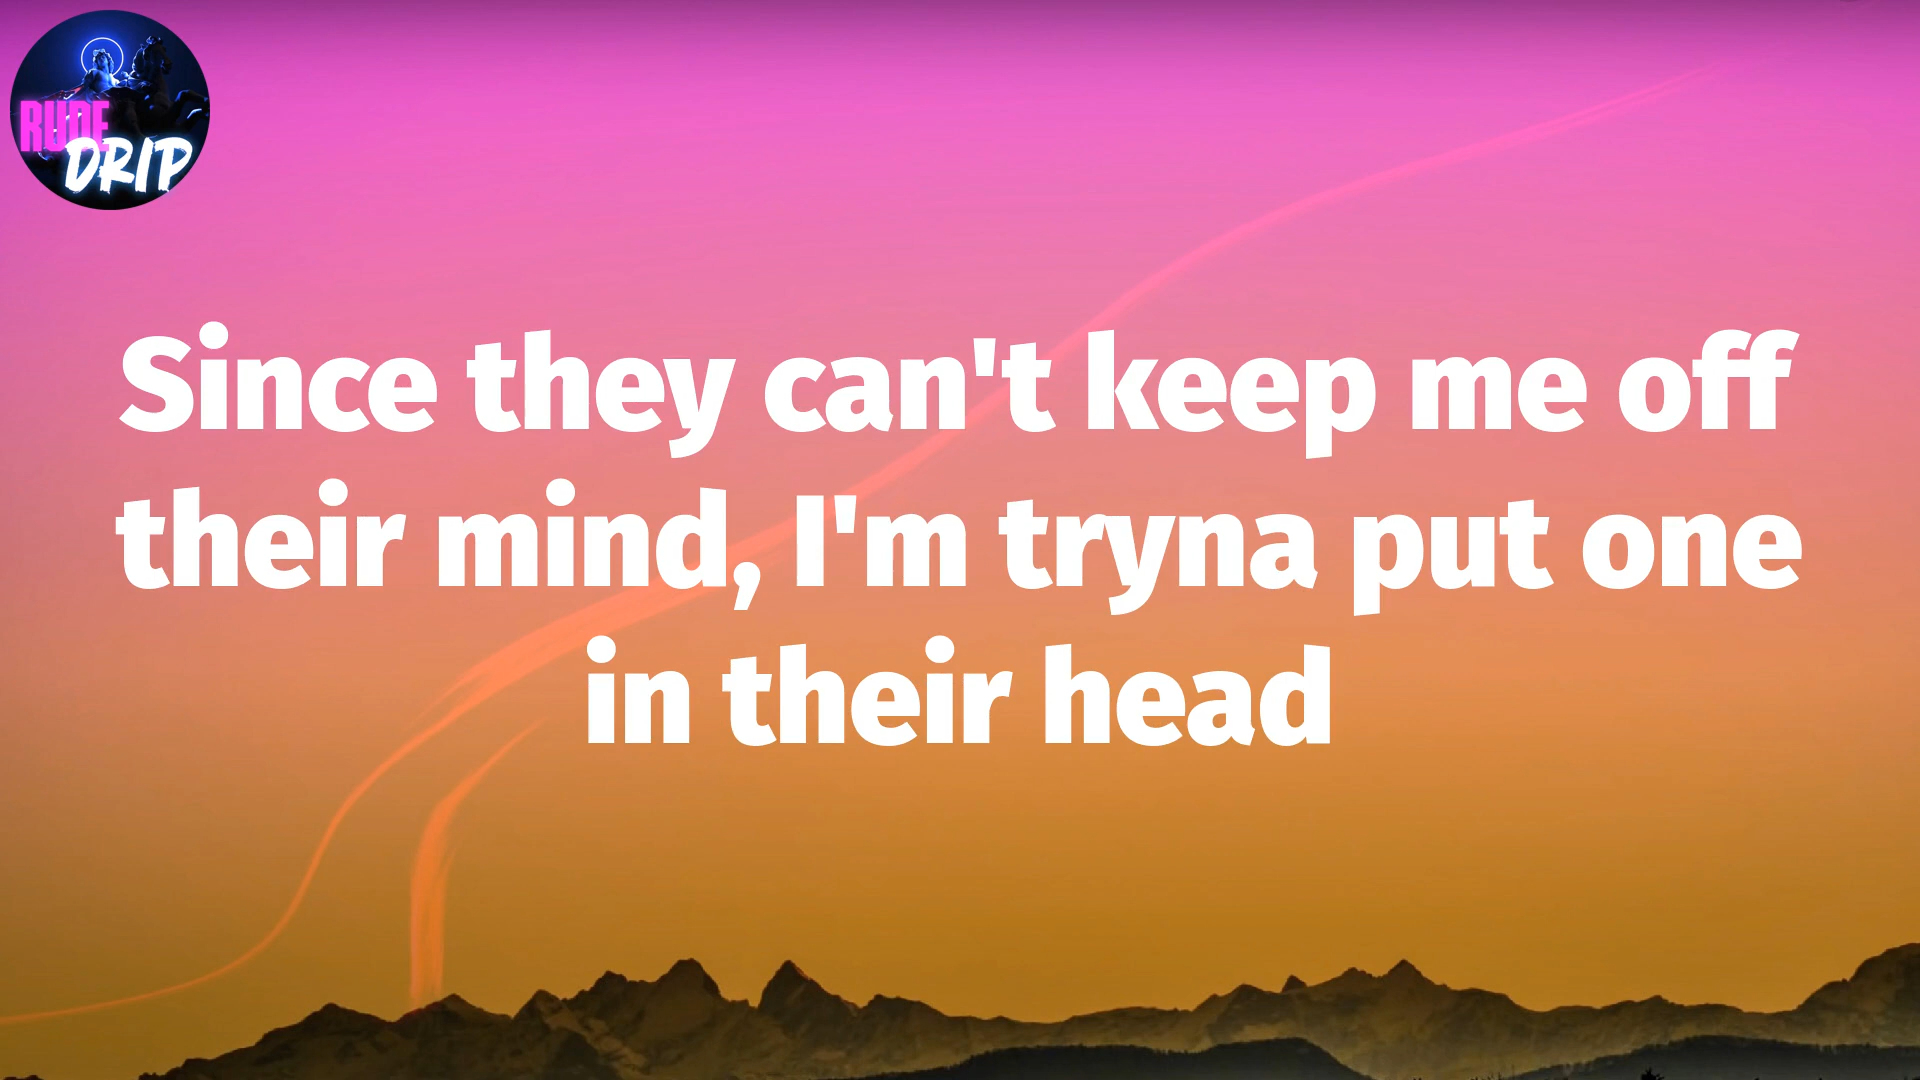 RUDE
DRIP
Since they can't keep me off
their mind, I'm tryna put one
in their head